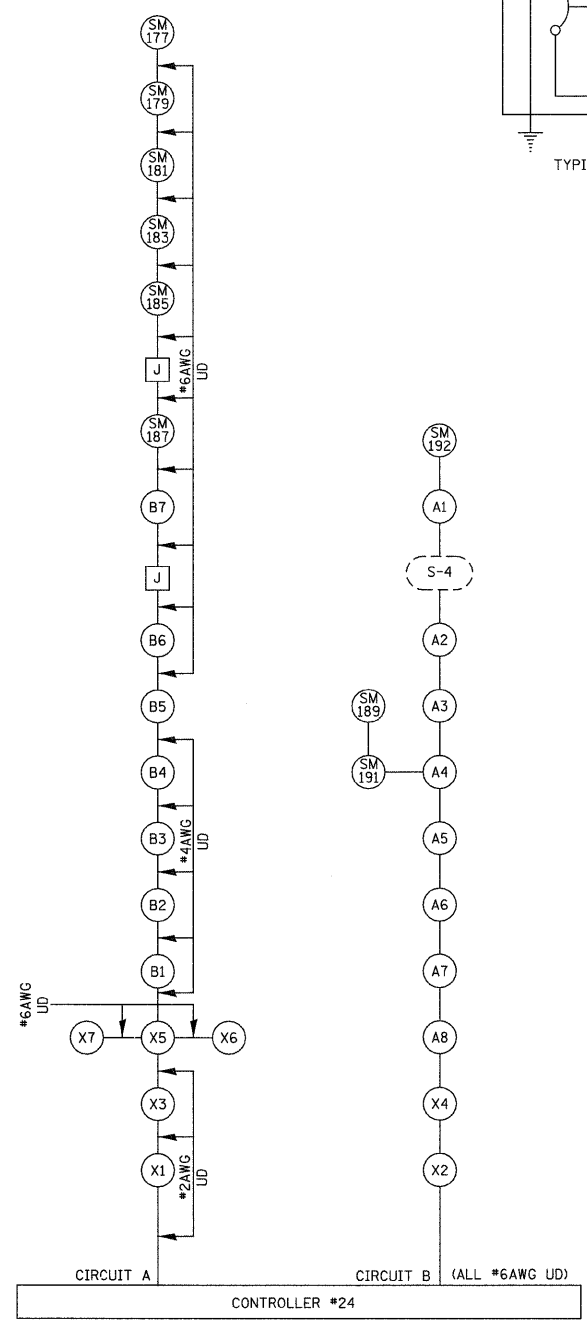 SM
177
SM
179
SM
181
SM
183
SM
185
J
#6AWG
UD
SM
187
B7
J
B6
B5
B4
B3
#4AWG
UD
B2
B1
#6AWG
UD
X7
X5
X6
X3
X1
#2AWG
UD
CIRCUIT A
TYPI
SM
192
A1
S-4
A2
SM
189
A3
SM
191
A4
A5
A6
A7
A8
X4
X2
CIRCUIT B (ALL #6AWG UD)
CONTROLLER #24